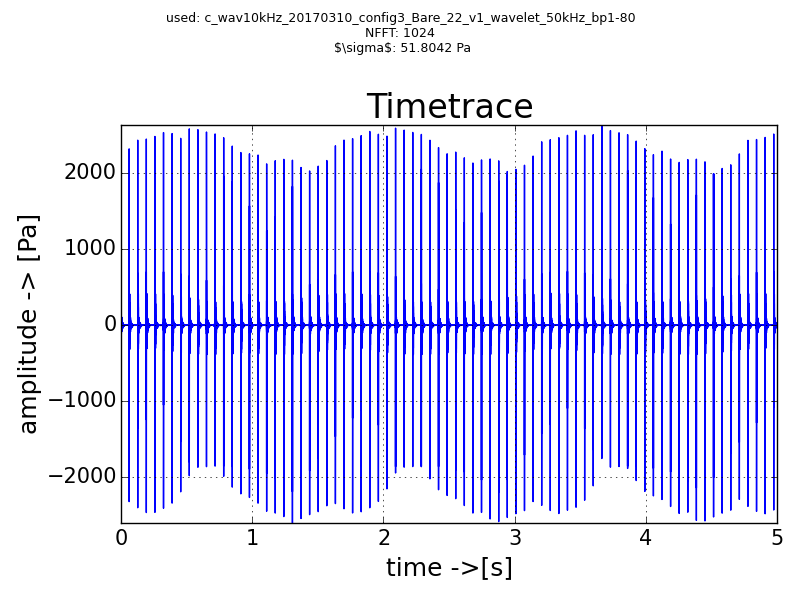 used: c_wav10kHz_20170310_config3_Bare_22_v1_wavelet_50kHz_bp1-80
NFFT: 1024
$\sigma$: 51.8042 Pa
Timetrace
2000
1000
0
−1000
−2000
amplitude -> [Pa]
0 1 2 3 4 5
time ->[s]